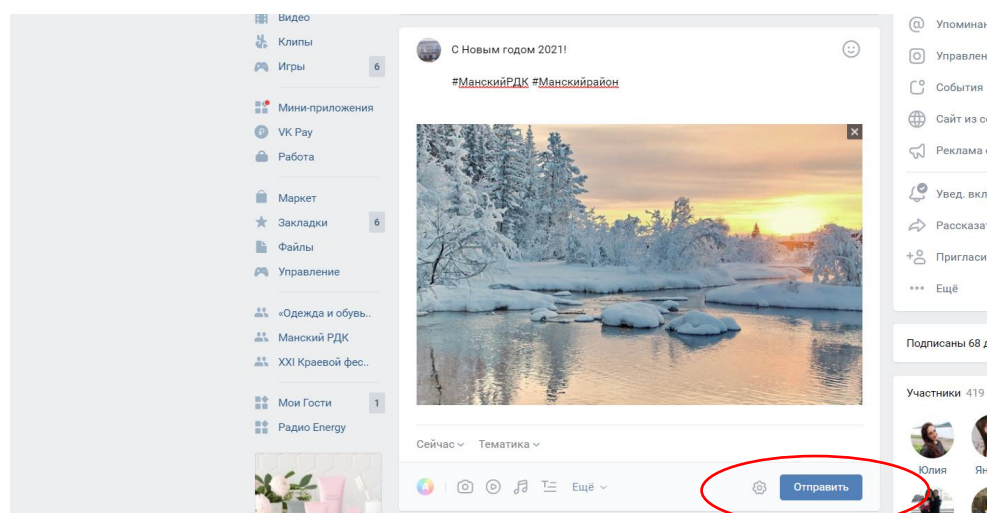 Видео
Клипы
Игры 6
Мини-приложения
VK Pay
Работа
Маркет
Закладки 6
Файлы
Управление
«Одежда и обувь..
Манский РДК
XXI Краевой фес..
Мои Гости 1
Радио Energy
С Новым годом 2021!
#МанскийРДК #Манскийрайон
Сейчас Тематика
Ещё
Отправить
Упоминан
Управлен
События
Сайт из со
Реклама
Увед. вкл
Рассказат
Пригласи
Ещё
Подписаны 68 д
Участники 419
Юлия Ян